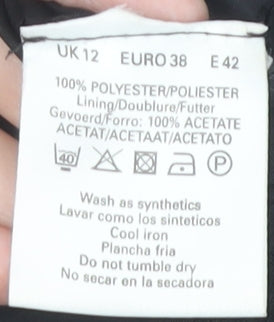 UK 12 EURO 38 E 42
100% POLYESTER/POLIESTER
Lining/Doublure/Futter
Gevoerd/Forro: 100% ACETATE
ACETAT/ACETAAT/ACETATO
40 P
Wash as synthetics
Lavar como los sinteticos
Cool iron
Plancha fria
Do not tumble dry
No secar en la secadora